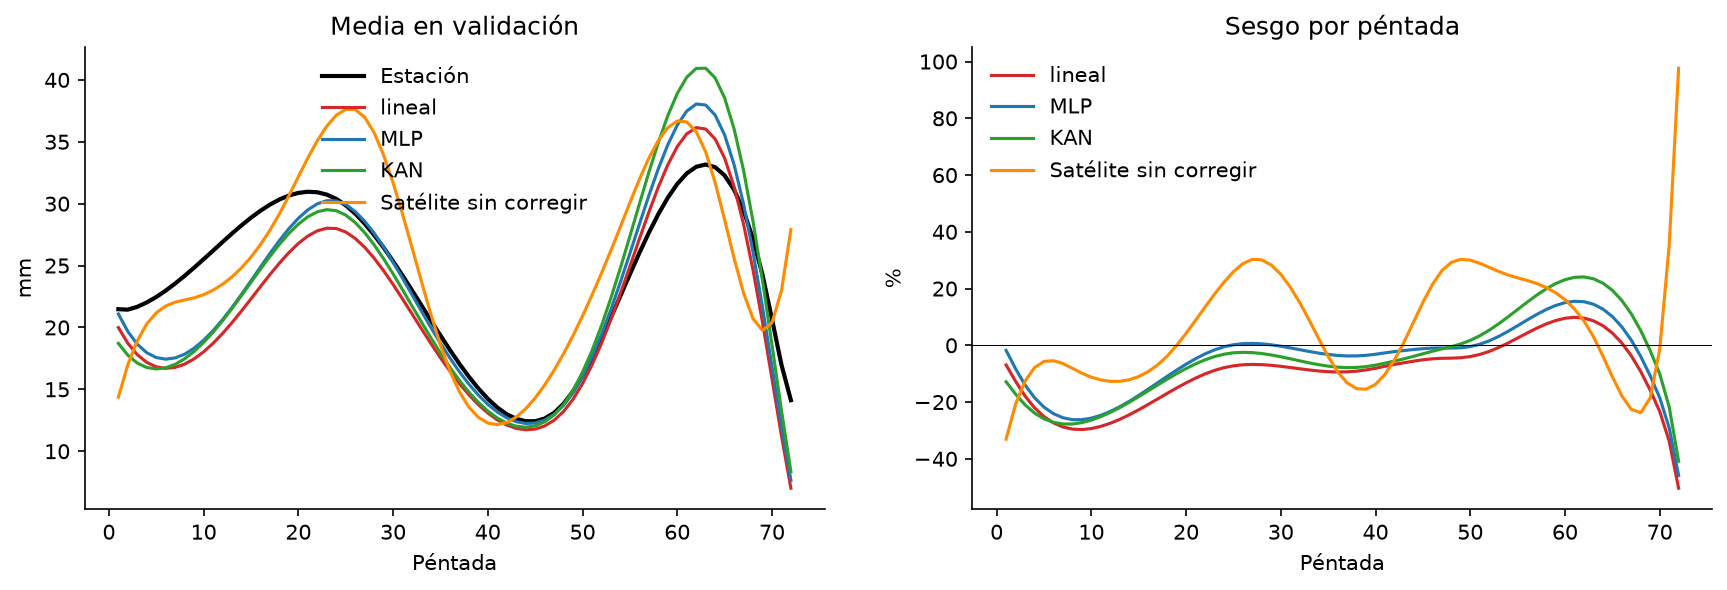 Media en validación
Estación
lineal
MLP
KAN
Satélite sin corregir
40
35
30
25
20
15
10
mm
0 10 20 30 40 50 60 70
Péntada
Sesgo por péntada
lineal
MLP
KAN
Satélite sin corregir
100
80
60
40
20
0
−20
−40
%
0 10 20 30 40 50 60 70
Péntada